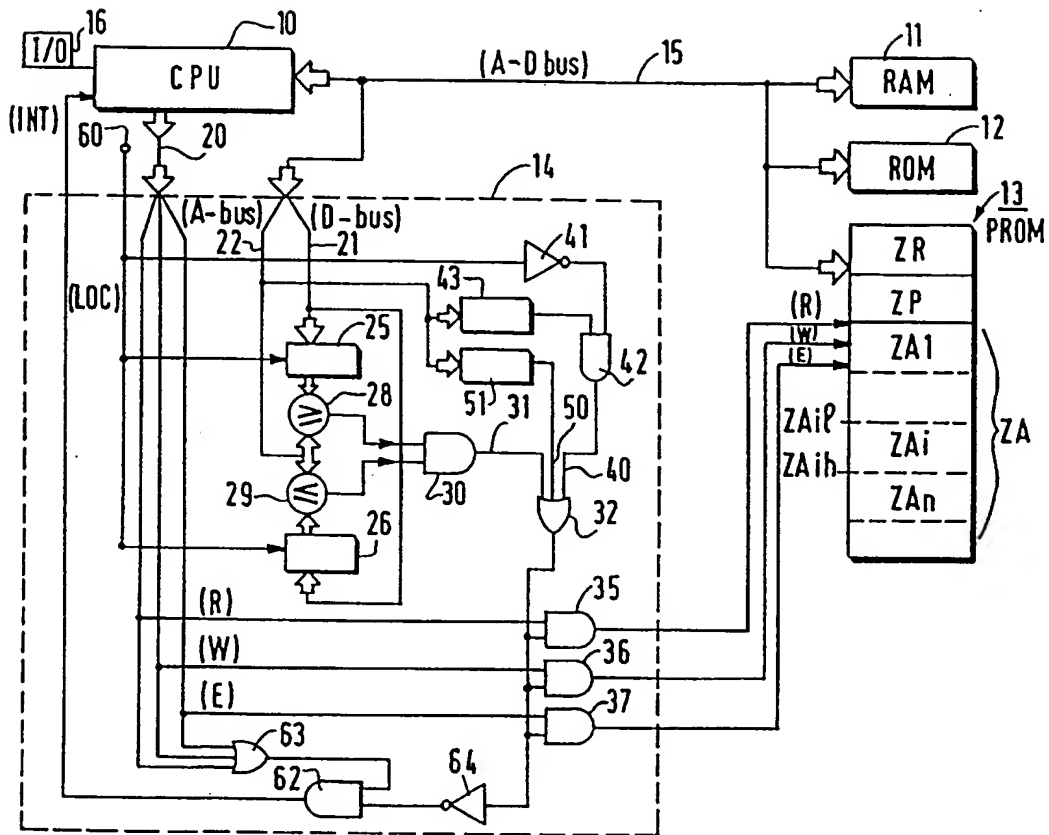 16
10
I/O
CPU
(A-D bus)
15
11
RAM
(INT)
60
20
12
ROM
14
13
PROM
(A-bus)
(D-bus)
22
21
41
ZR
(LOC)
43
ZP
25
(R)
(W)
(E)
ZA1
42
51
31
28
50
ZAiℓ
ZA
ZAi
40
ZAih
29
30
32
ZAn
26
35
(R)
36
(W)
37
(E)
63
62
64